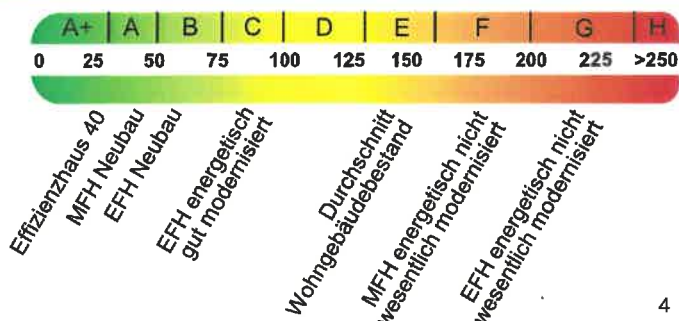 A+ A B C D E F G H
0 25 50 75 100 125 150 175 200 225 >250
Effizienzhaus 40
MFH Neubau
EFH Neubau
EFH energetisch
gut modernisiert
Durchschnitt
Wohngebäudebestand
MFH energetisch nicht
wesentlich modernisiert
EFH energetisch nicht
wesentlich modernisiert
4